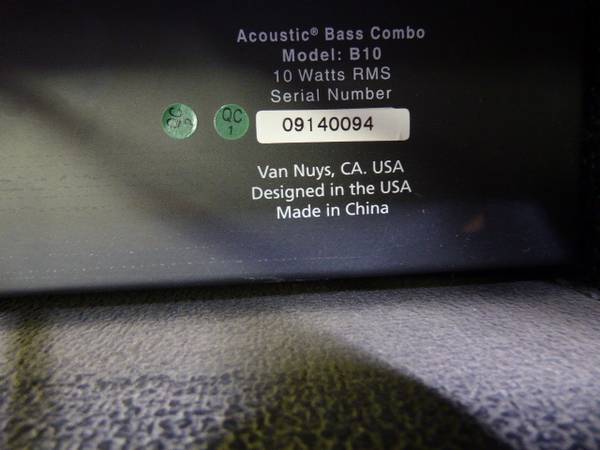 Acoustic® Bass Combo
Model: B10
10 Watts RMS
Serial Number
QC
1
09140094
Van Nuys, CA. USA
Designed in the USA
Made in China